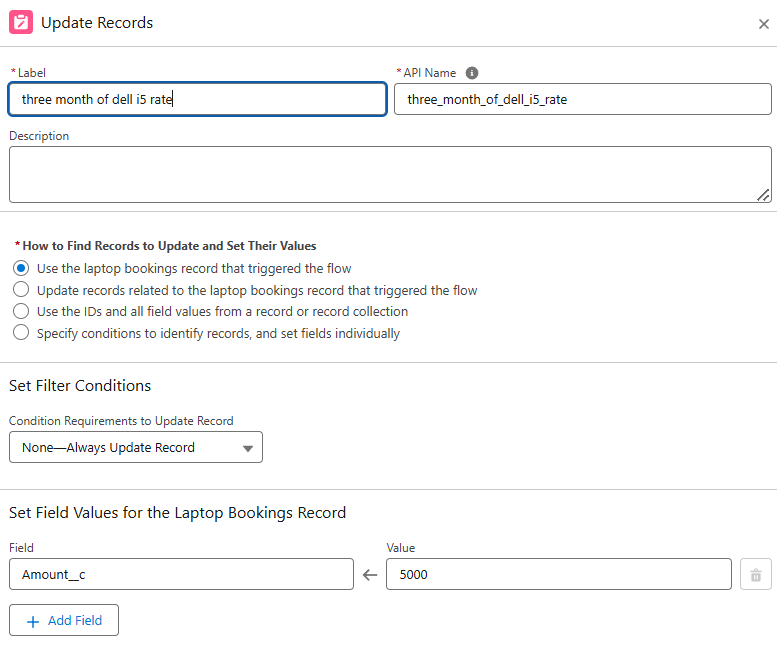 Update Records
*Label
*API Name
three month of dell i5 rate
three_month_of_dell_i5_rate
Description
*How to Find Records to Update and Set Their Values
Use the laptop bookings record that triggered the flow
Update records related to the laptop bookings record that triggered the flow
Use the IDs and all field values from a record or record collection
Specify conditions to identify records, and set fields individually
Set Filter Conditions
Condition Requirements to Update Record
None—Always Update Record
Set Field Values for the Laptop Bookings Record
Field
Value
Amount__c
5000
Add Field